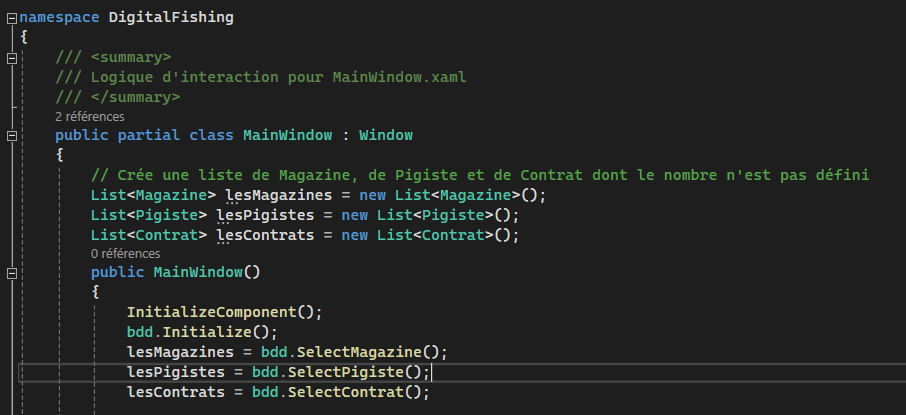 namespace DigitalFishing
{
/// <summary>
/// Logique d'interaction pour MainWindow.xaml
/// </summary>
2 références
public partial class MainWindow : Window
{
// Crée une liste de Magazine, de Pigiste et de Contrat dont le nombre n'est pas défini
List<Magazine> lesMagazines = new List<Magazine>();
List<Pigiste> lesPigistes = new List<Pigiste>();
List<Contrat> lesContrats = new List<Contrat>();
0 références
public MainWindow()
{
InitializeComponent();
bdd.Initialize();
lesMagazines = bdd.SelectMagazine();
lesPigistes = bdd.SelectPigiste();
lesContrats = bdd.SelectContrat();